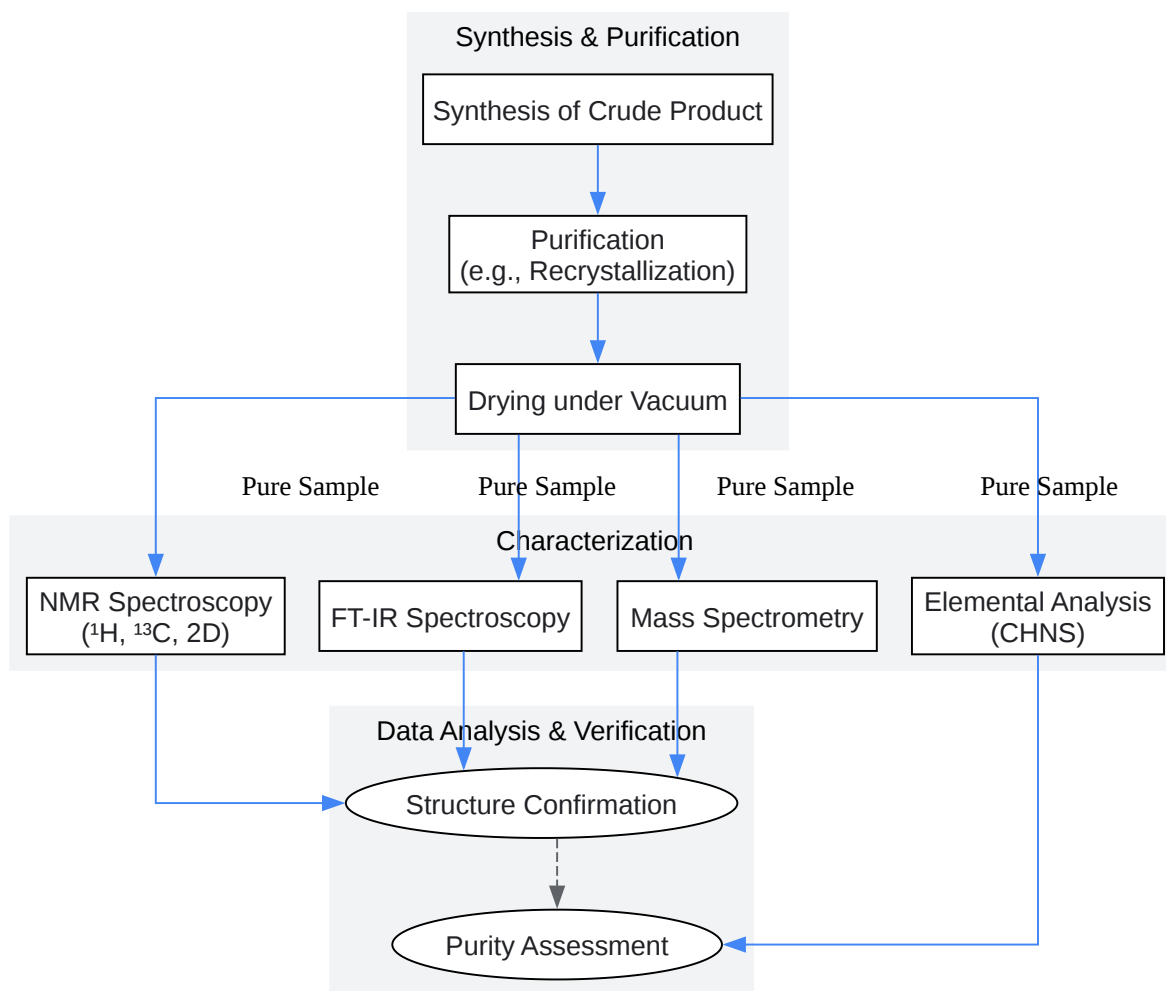 Synthesis & Purification
Synthesis of Crude Product
Purification
(e.g., Recrystallization)
Drying under Vacuum
Pure Sample
Pure Sample
Pure Sample
Pure Sample
Characterization
NMR Spectroscopy
(¹H, ¹³C, 2D)
FT-IR Spectroscopy
Mass Spectrometry
Elemental Analysis
(CHNS)
Data Analysis & Verification
Structure Confirmation
Purity Assessment